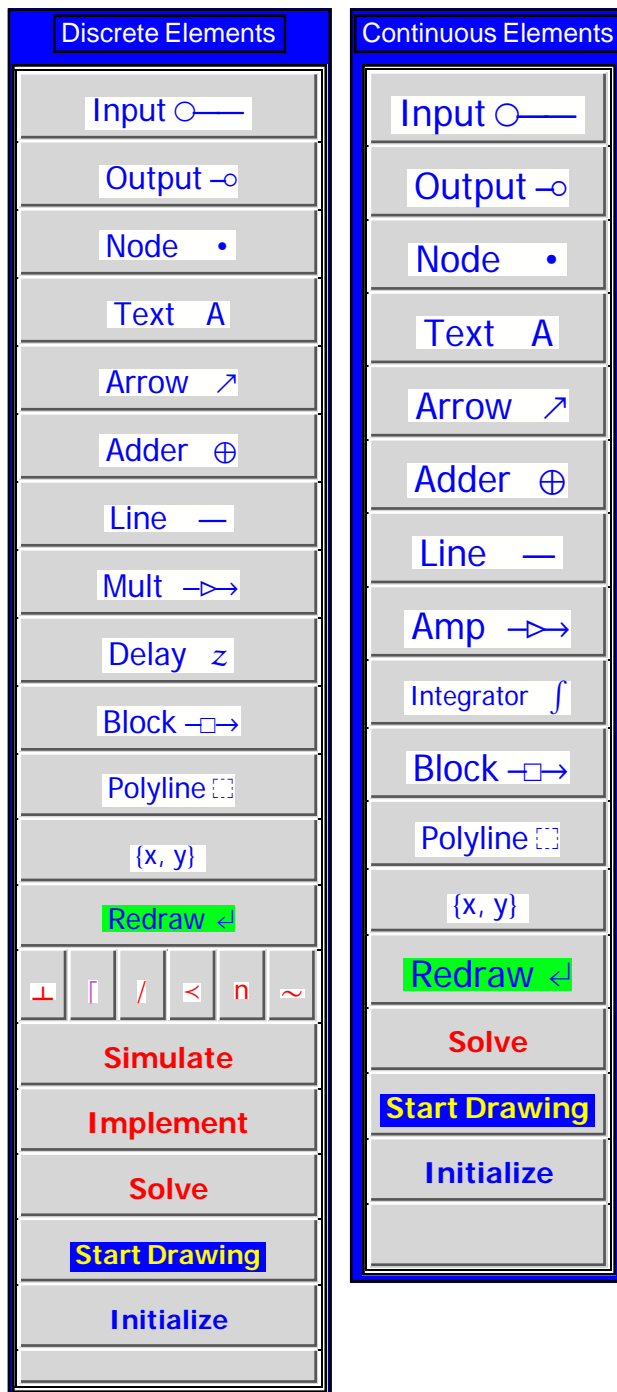 Discrete Elements
Input ○──
Output ─○
Node •
Text A
Arrow ↗
Adder ⊕
Line —
Mult ─▷→
Delay z
Block ─□→
Polyline ⬚
{x, y}
Redraw ↲
⊥ ⌈ / ≺ n ∼
Simulate
Implement
Solve
Start Drawing
Initialize
Continuous Elements
Input ○──
Output ─○
Node •
Text A
Arrow ↗
Adder ⊕
Line —
Amp ─▷→
Integrator ∫
Block ─□→
Polyline ⬚
{x, y}
Redraw ↲
Solve
Start Drawing
Initialize